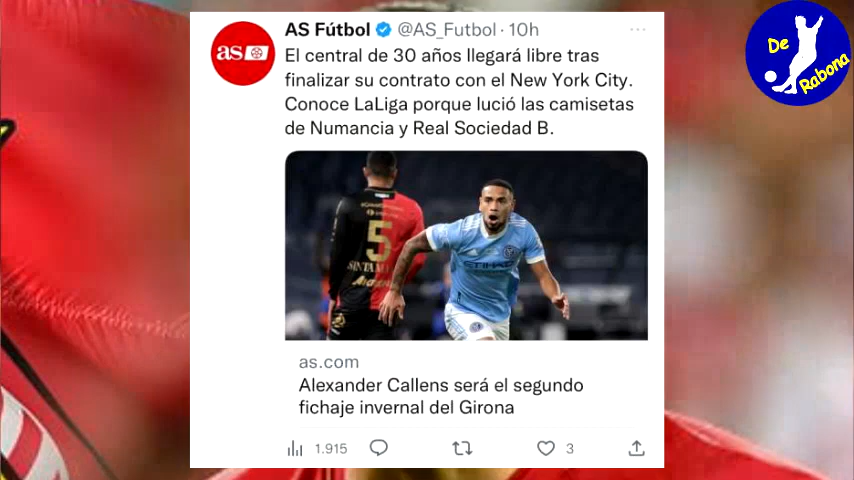 AS Fútbol @AS_Futbol · 10h
as
El central de 30 años llegará libre tras
finalizar su contrato con el New York City.
Conoce LaLiga porque lució las camisetas
de Numancia y Real Sociedad B.
De
Rabona
5
ETIHAD
as.com
Alexander Callens será el segundo
fichaje invernal del Girona
1.915
3